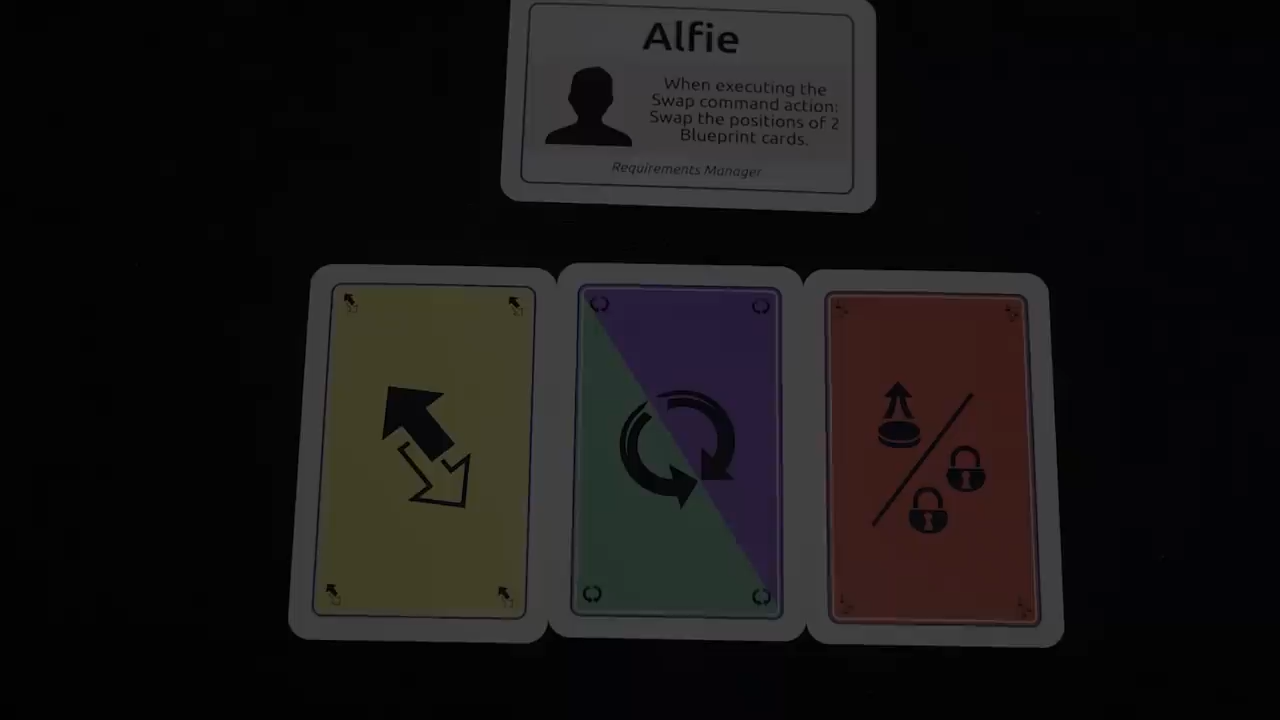 Alfie
When executing the
Swap command action:
Swap the positions of 2
Blueprint cards.
Requirements Manager